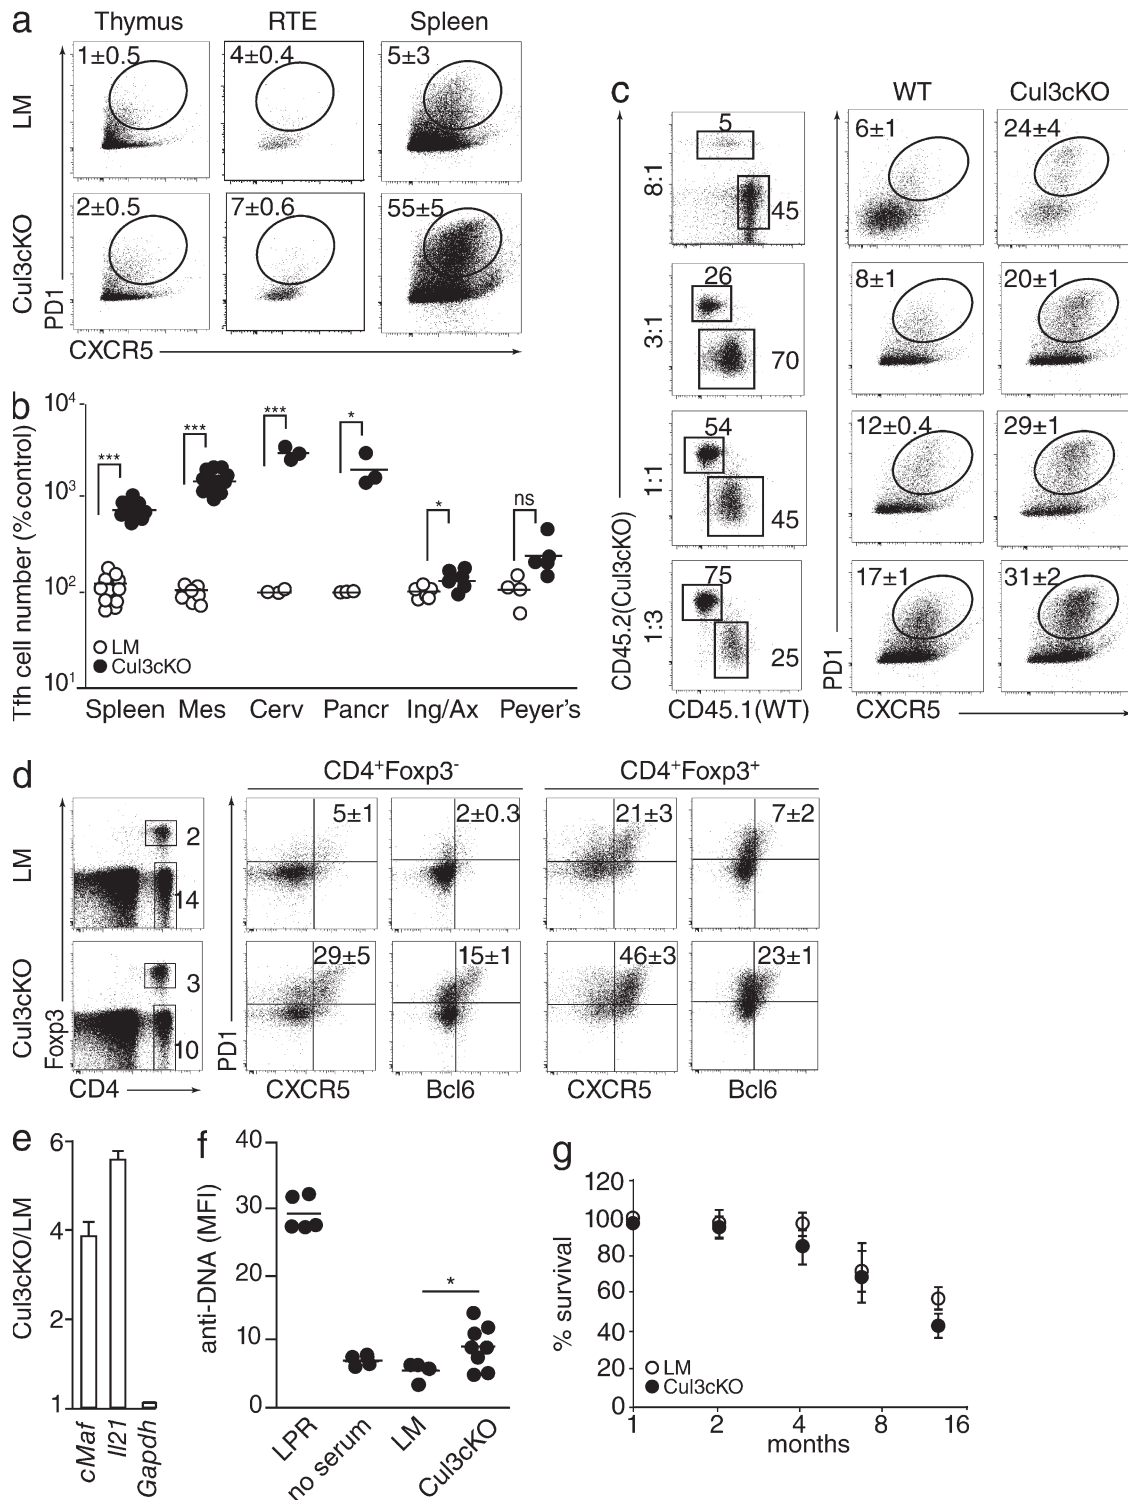 a
Thymus RTE Spleen
LM
1±0.5 4±0.4 5±3
Cul3cKO
2±0.5 7±0.6 55±5
PD1
CXCR5
b
Tfh cell number (% control)
10⁴
10³
10²
10¹
*** *** *** * * ns
LM
Cul3cKO
Spleen Mes Cerv Pancr Ing/Ax Peyer's
c
WT Cul3cKO
8:1
5
45
6±1 24±4
3:1
26
70
8±1 20±1
1:1
54
45
12±0.4 29±1
1:3
75
25
17±1 31±2
CD45.2(Cul3cKO)
CD45.1(WT)
PD1
CXCR5
d
CD4⁺Foxp3⁻ CD4⁺Foxp3⁺
LM
2
14
5±1 2±0.3 21±3 7±2
Cul3cKO
3
10
29±5 15±1 46±3 23±1
Foxp3
PD1
CD4 CXCR5 Bcl6 CXCR5 Bcl6
e
Cul3cKO/LM
6
4
2
1
cMaf Il21 Gapdh
f
anti-DNA (MFI)
40
30
20
10
0
*
LPR no serum LM Cul3cKO
g
% survival
120
100
80
60
40
20
0
LM
Cul3cKO
1 2 4 8 16
months